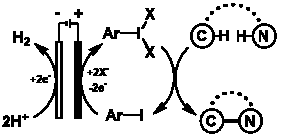 - +
H₂
+2e⁻
2H⁺
Ar
X
I
X
+2X⁻
-2e⁻
Ar—I
C H H N
C N